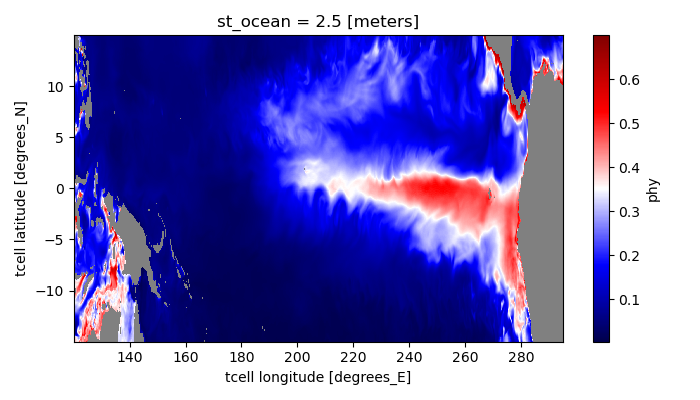 st_ocean = 2.5 [meters]
10
5
0
−5
−10
tcell latitude [degrees_N]
140 160 180 200 220 240 260 280
tcell longitude [degrees_E]
0.6
0.5
0.4
0.3
0.2
0.1
phy